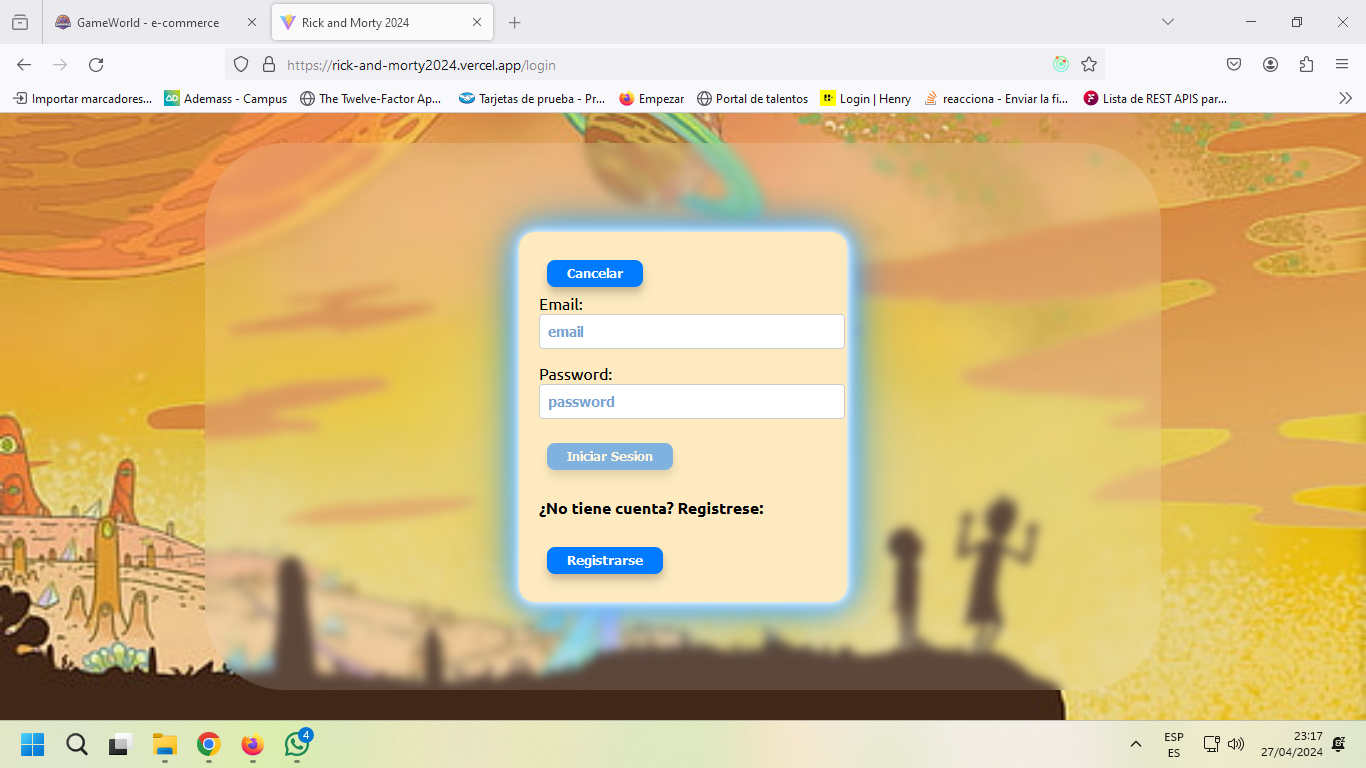 GameWorld - e-commerce
Rick and Morty 2024
https://rick-and-morty2024.vercel.app/login
Importar marcadores...
Ademass - Campus
The Twelve-Factor Ap...
Tarjetas de prueba - Pr...
Empezar
Portal de talentos
Login | Henry
reacciona - Enviar la fi...
Lista de REST APIS par...
Cancelar
Email:
email
Password:
password
Iniciar Sesion
¿No tiene cuenta? Registrese:
Registrarse
4
ESP
ES
23:17
27/04/2024